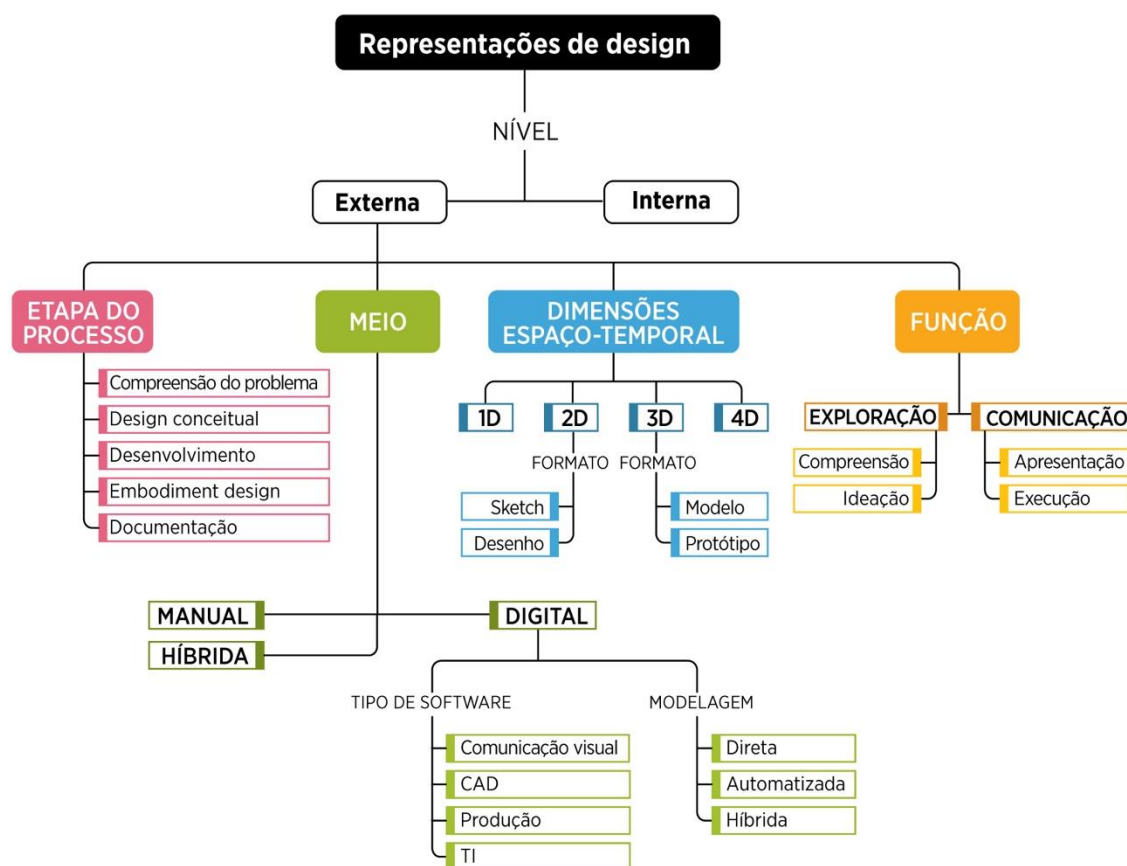 Representações de design
NÍVEL
Externa
Interna
ETAPA DO
PROCESSO
Compreensão do problema
Design conceitual
Desenvolvimento
Embodiment design
Documentação
MEIO
DIMENSÕES
ESPAÇO-TEMPORAL
1D
2D
3D
4D
FORMATO
FORMATO
Sketch
Desenho
Modelo
Protótipo
FUNÇÃO
EXPLORAÇÃO
COMUNICAÇÃO
Compreensão
Ideação
Apresentação
Execução
MANUAL
HÍBRIDA
DIGITAL
TIPO DE SOFTWARE
Comunicação visual
CAD
Produção
TI
MODELAGEM
Direta
Automatizada
Híbrida